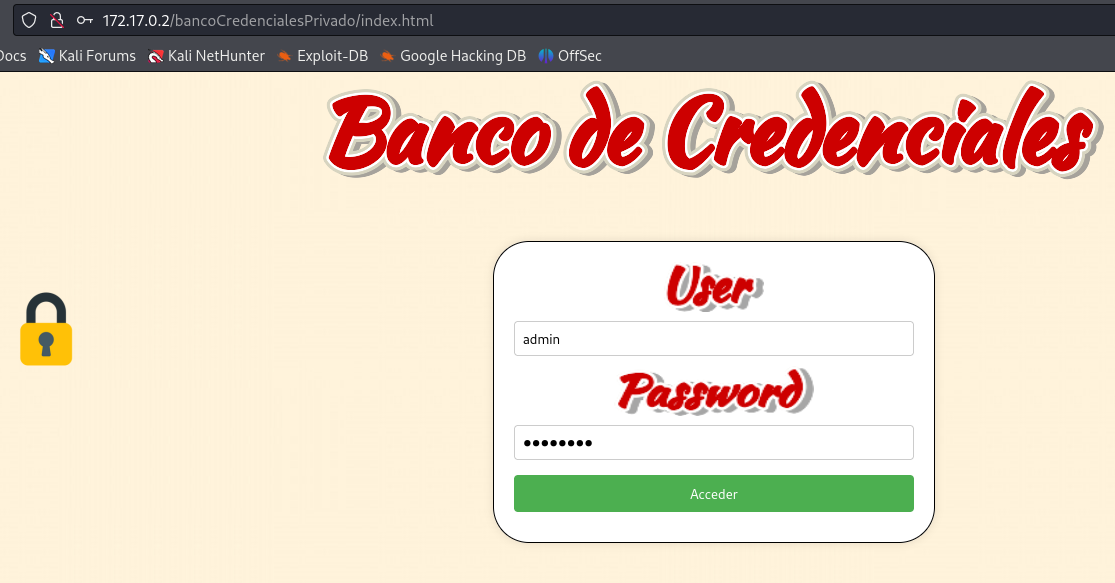 172.17.0.2/bancoCredencialesPrivado/index.html
Docs Kali Forums Kali NetHunter Exploit-DB Google Hacking DB OffSec
Banco de Credenciales
User
admin
Password
••••••••
Acceder